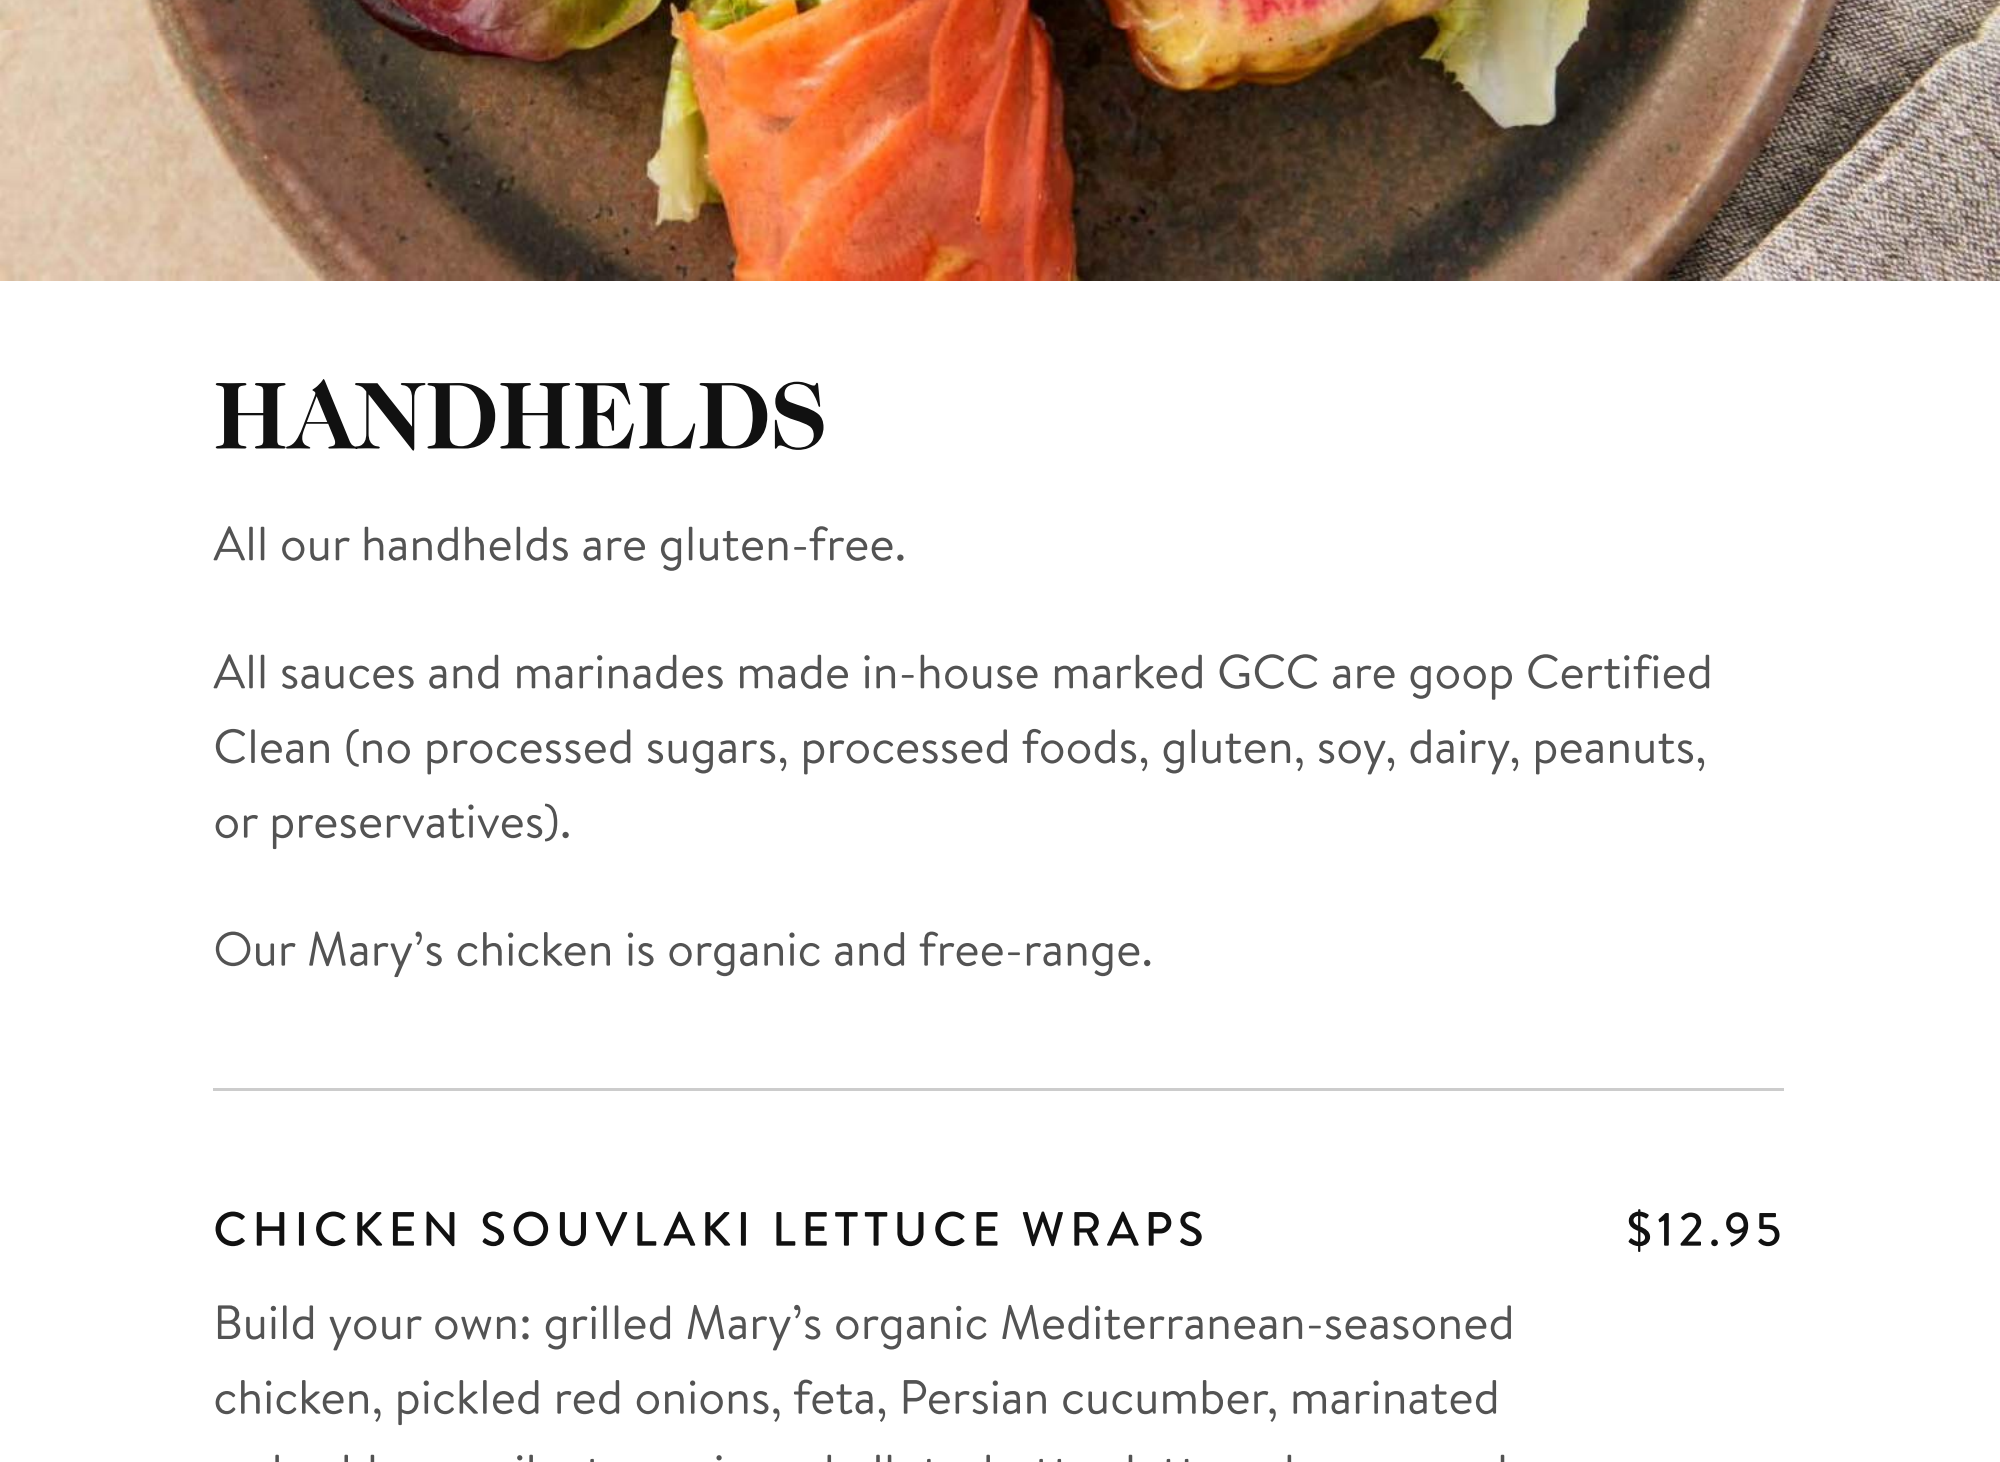 HANDHELDS
All our handhelds are gluten-free.
All sauces and marinades made in-house marked GCC are goop Certified
Clean (no processed sugars, processed foods, gluten, soy, dairy, peanuts,
or preservatives).
Our Mary’s chicken is organic and free-range.
CHICKEN SOUVLAKI LETTUCE WRAPS $12.95
Build your own: grilled Mary’s organic Mediterranean-seasoned
chicken, pickled red onions, feta, Persian cucumber, marinated